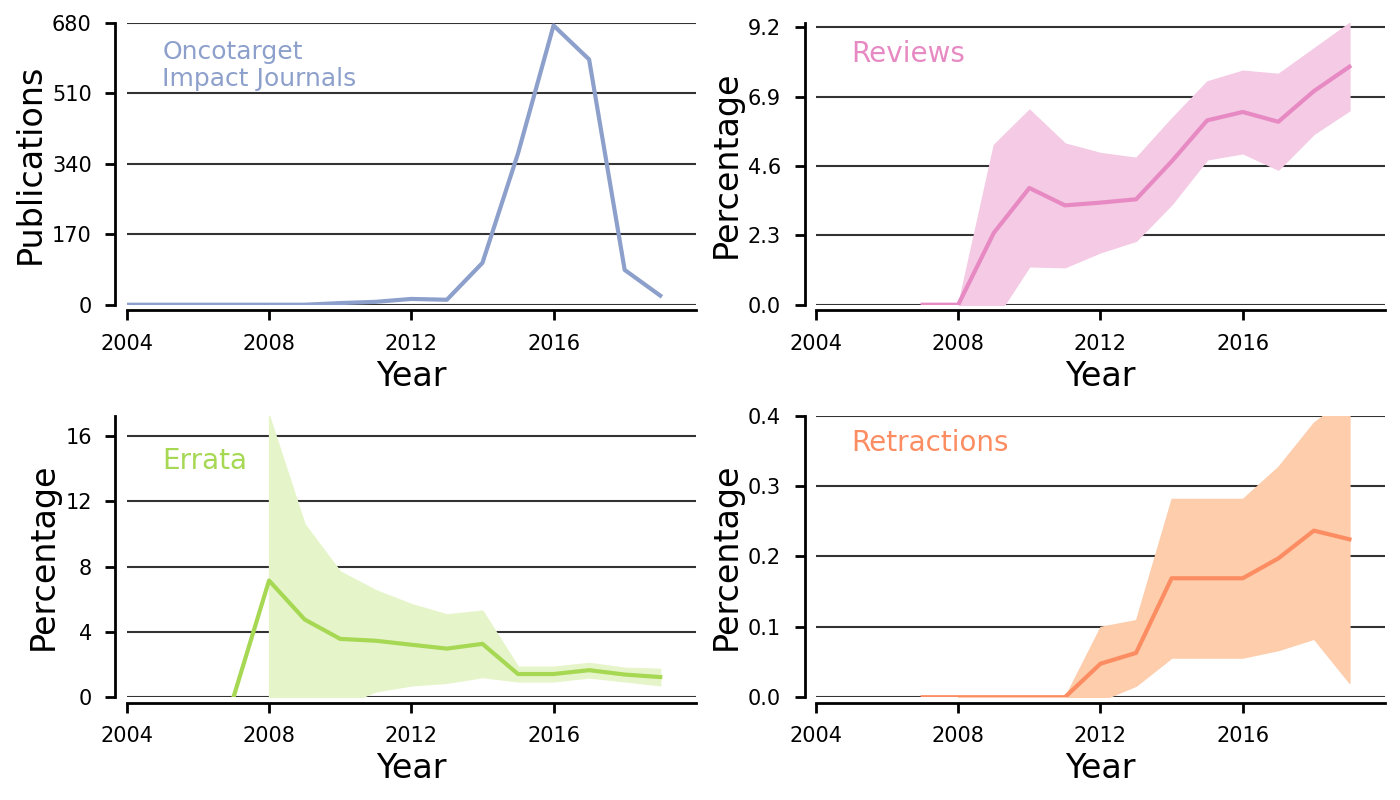 Publications
680
510
340
170
0
Oncotarget
Impact Journals
2004 2008 2012 2016
Year
Percentage
9.2
6.9
4.6
2.3
0.0
Reviews
2004 2008 2012 2016
Year
Percentage
16
12
8
4
0
Errata
2004 2008 2012 2016
Year
Percentage
0.4
0.3
0.2
0.1
0.0
Retractions
2004 2008 2012 2016
Year